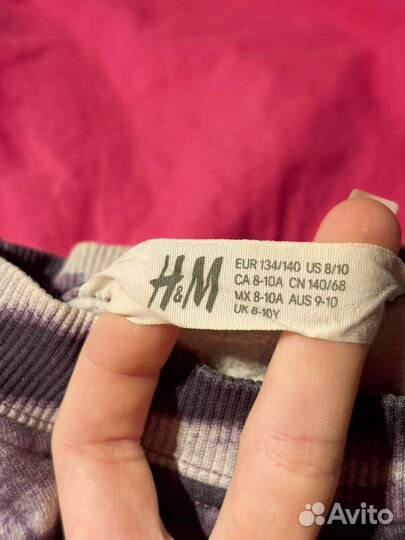 H&M
EUR 134/140 US 8/10
CA 8-10A CN 140/68
MX 8-10A AUS 9-10
UK 8-10Y
Avito